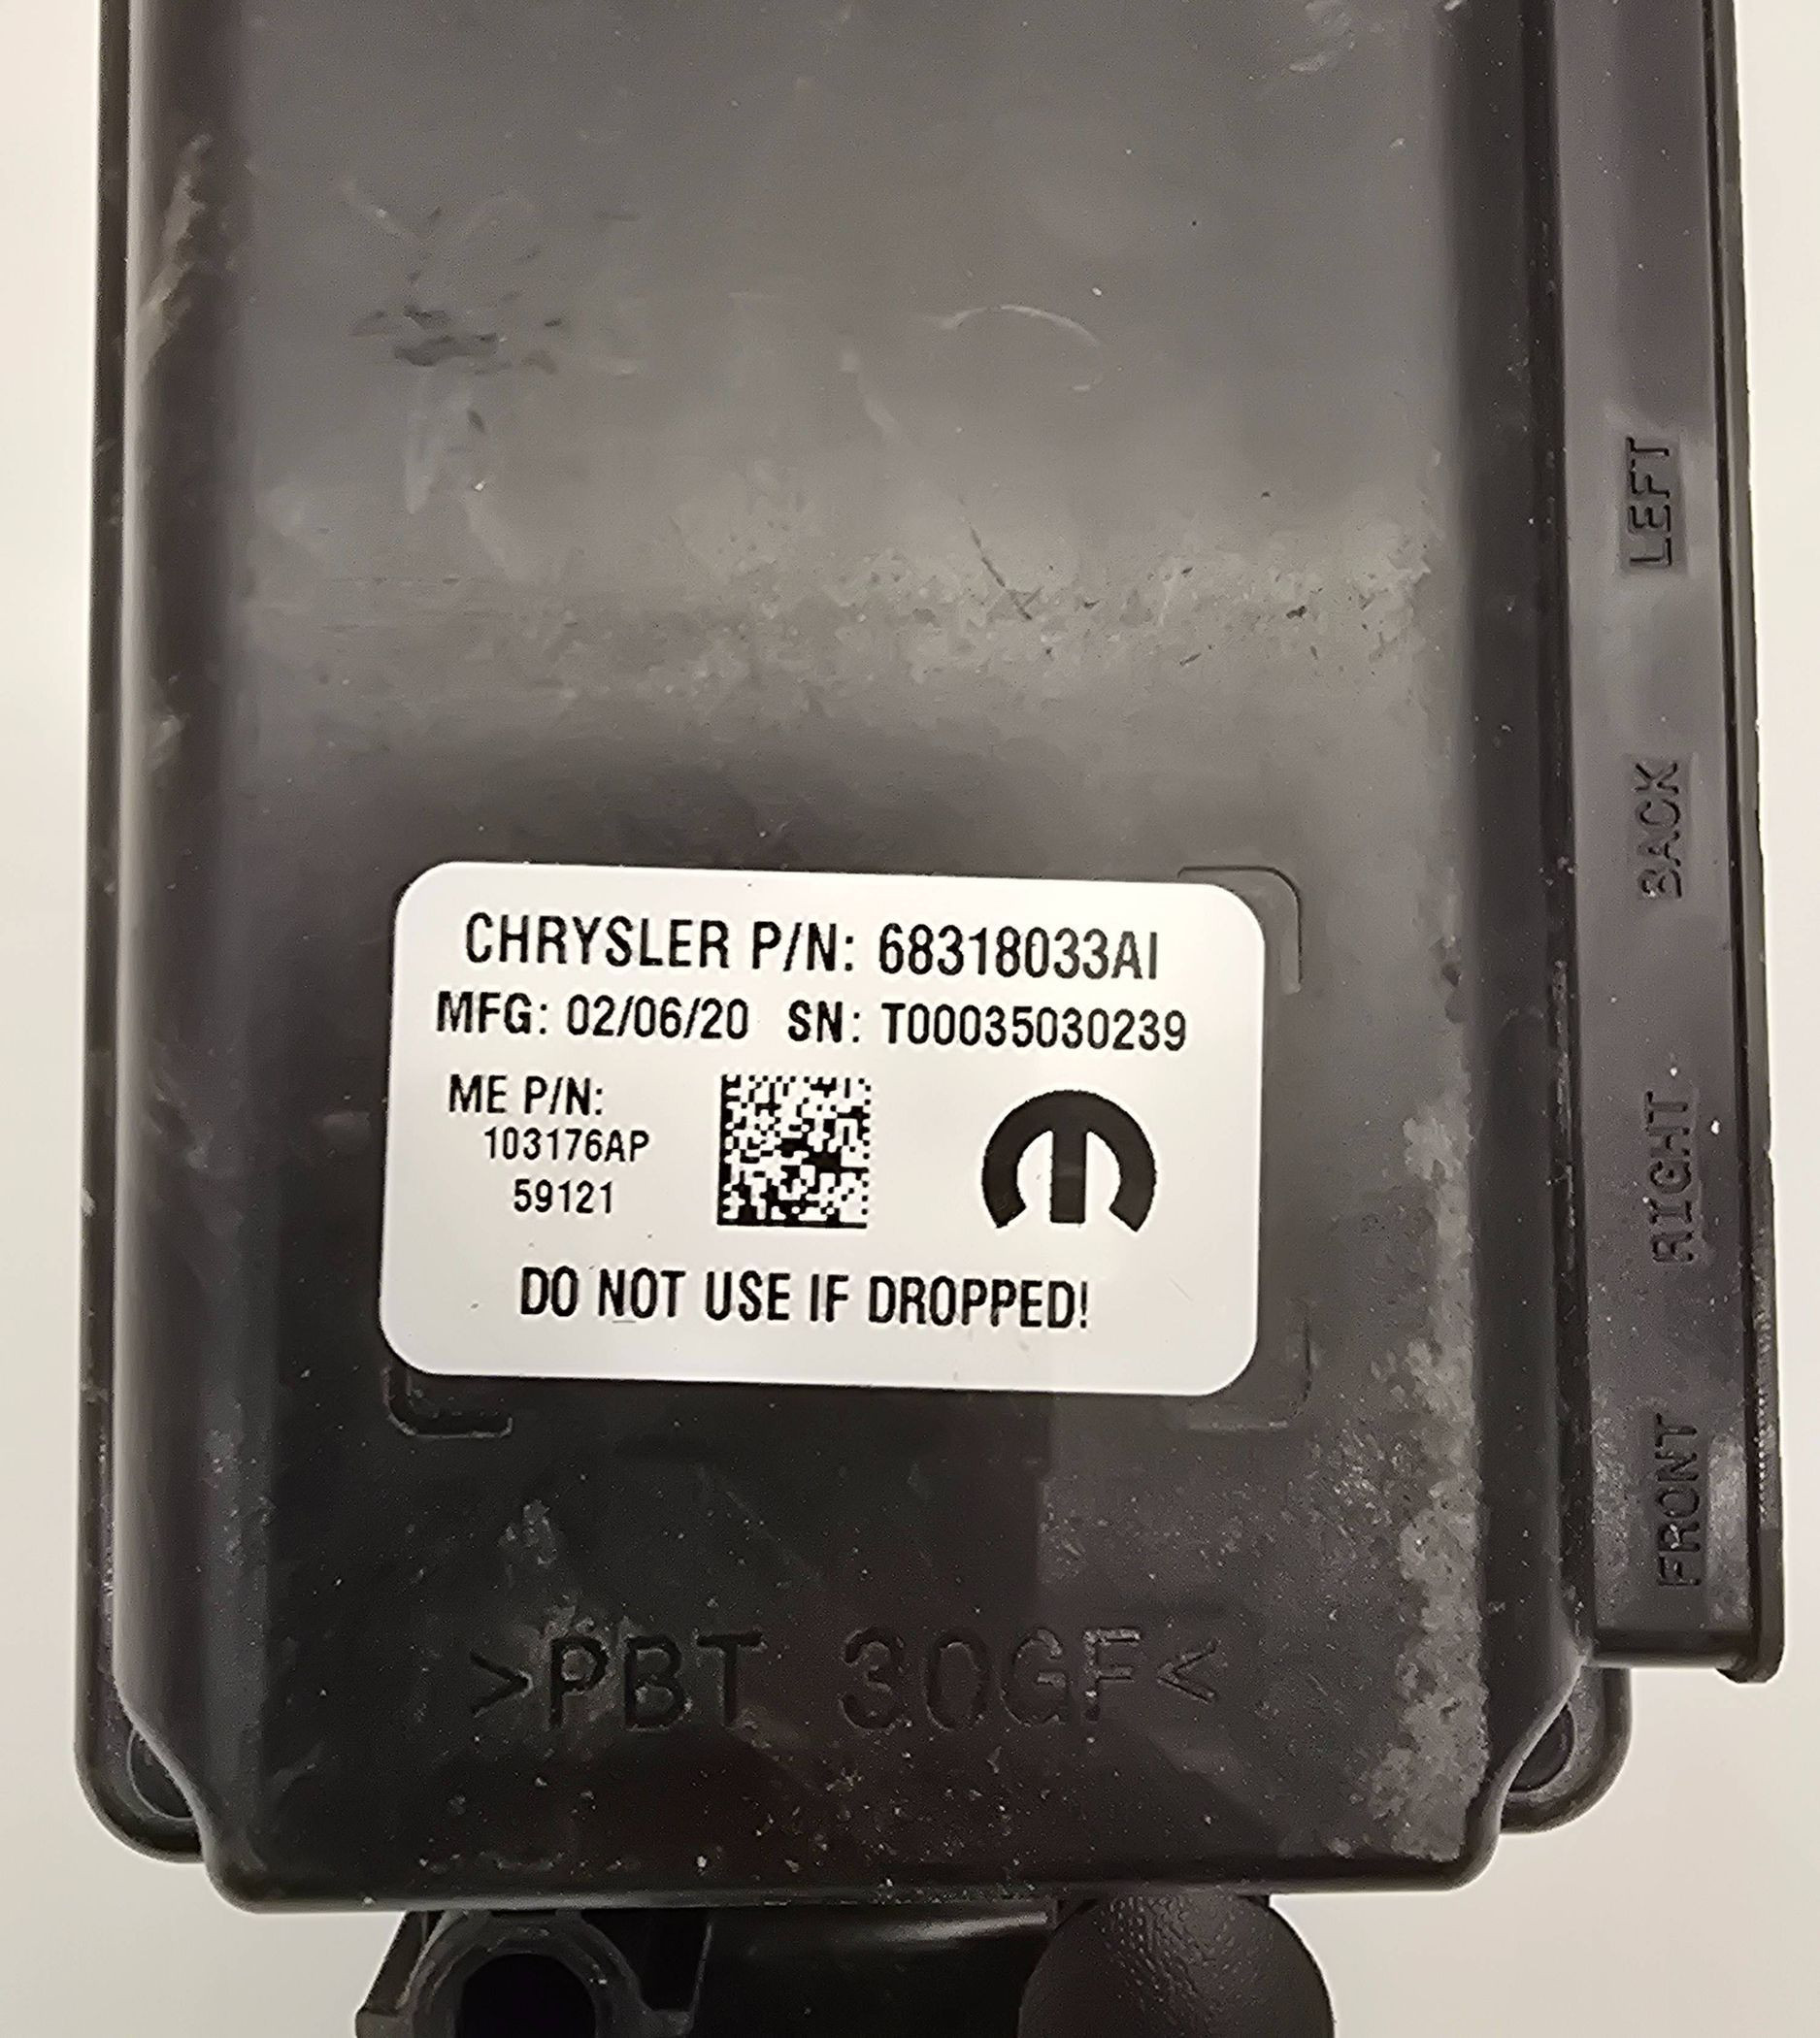 CHRYSLER P/N: 68318033AI
MFG: 02/06/20 SN: T00035030239
ME P/N:
103176AP
59121
DO NOT USE IF DROPPED!
>PBT 30GF<
LEFT
BACK
RIGHT
FRONT